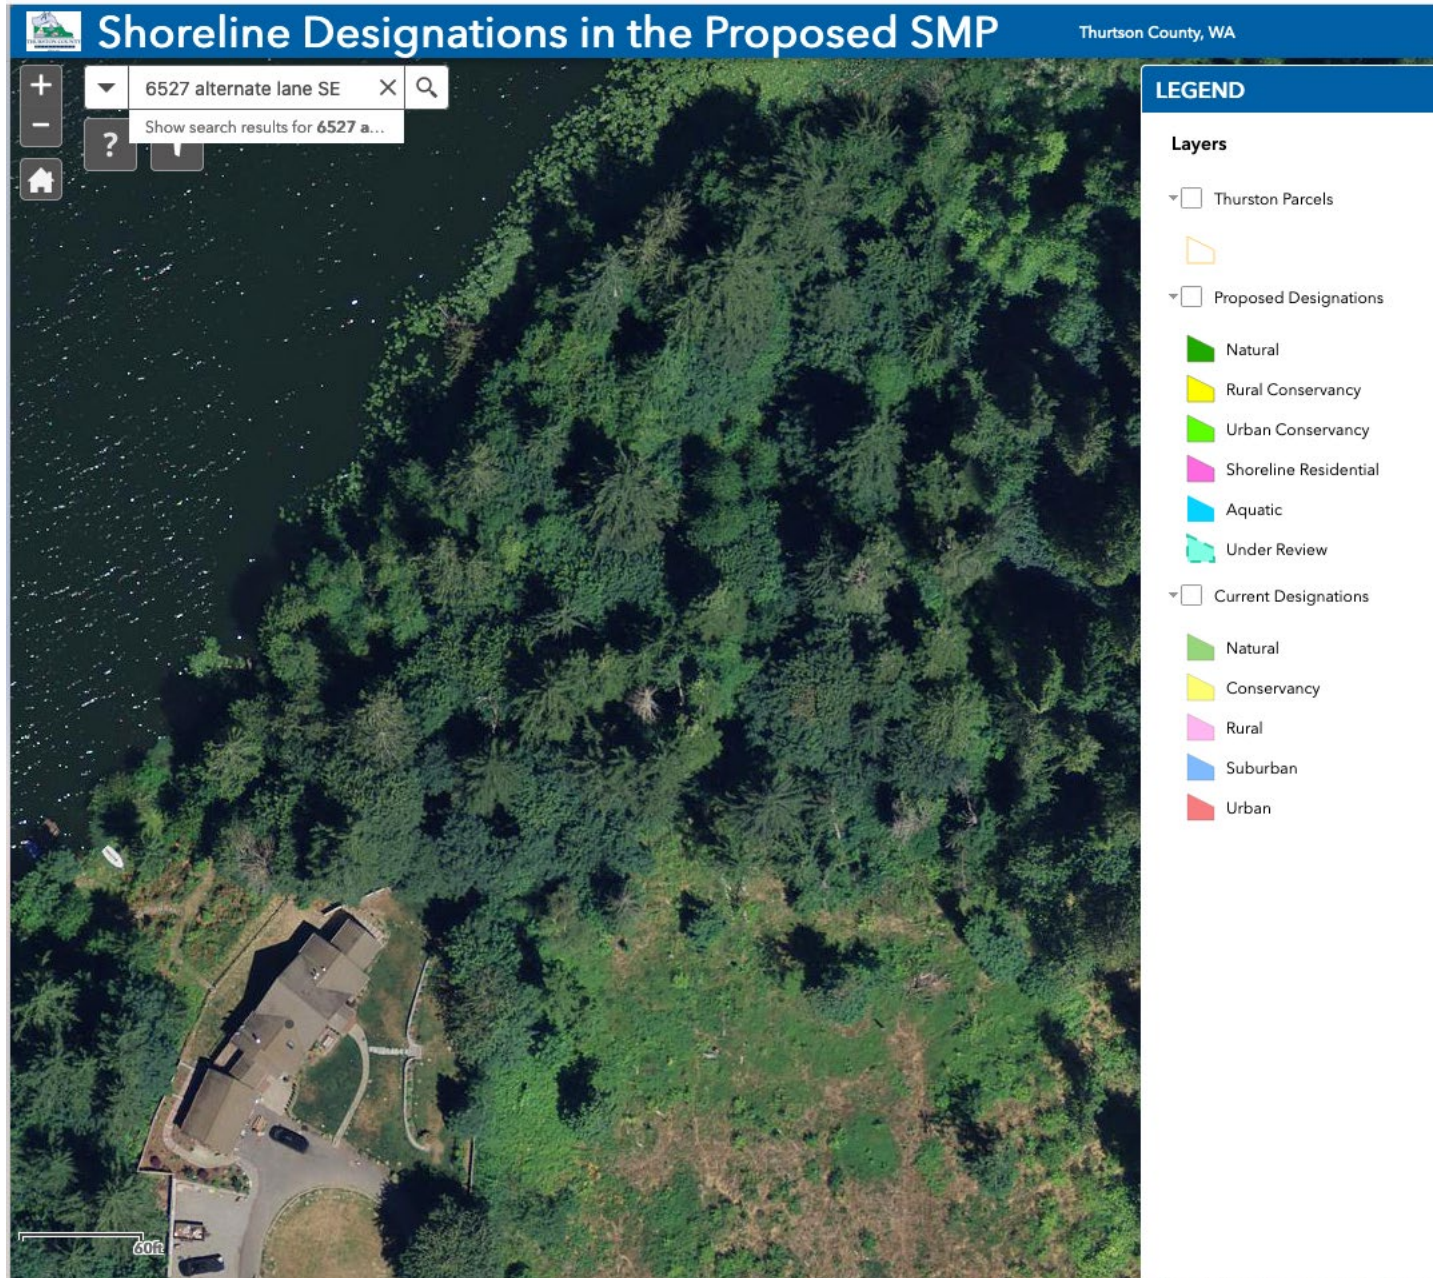 THURSTON COUNTY
Shoreline Designations in the Proposed SMP
Thurtson County, WA
+
6527 alternate lane SE
−
Show search results for 6527 a...
?
LEGEND
Layers
Thurston Parcels
Proposed Designations
Natural
Rural Conservancy
Urban Conservancy
Shoreline Residential
Aquatic
Under Review
Current Designations
Natural
Conservancy
Rural
Suburban
Urban
60ft